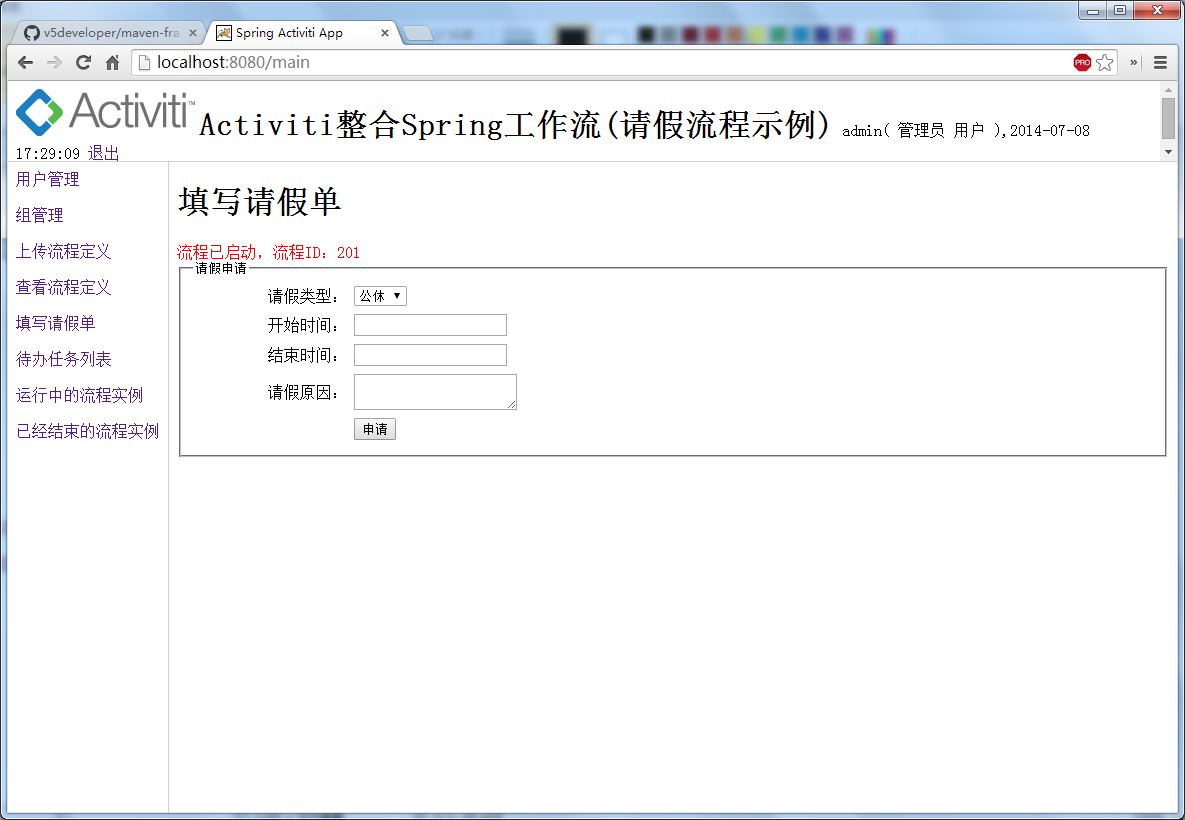 v5developer/maven-fra
Spring Activiti App
localhost:8080/main
PRO
Activiti™ Activiti整合Spring工作流(请假流程示例) admin( 管理员 用户 ),2014-07-08
17:29:09 退出
用户管理
组管理
上传流程定义
查看流程定义
填写请假单
待办任务列表
运行中的流程实例
已经结束的流程实例
填写请假单
流程已启动，流程ID：201
请假申请
请假类型： 公休
开始时间：
结束时间：
请假原因：
申请